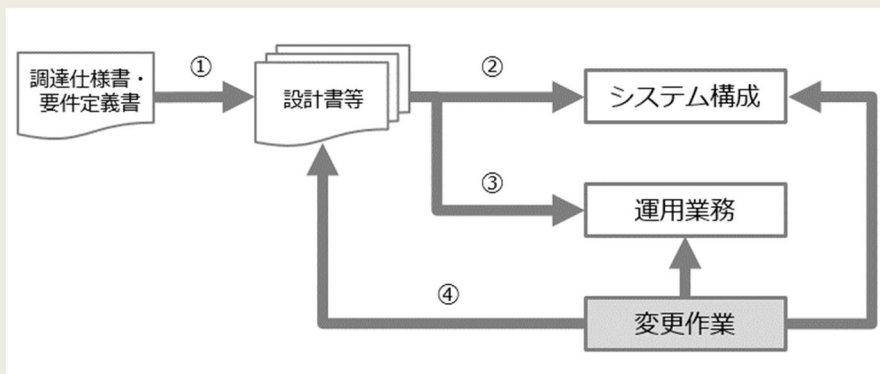 調達仕様書・
要件定義書
①
設計書等
②
システム構成
③
運用業務
④
変更作業